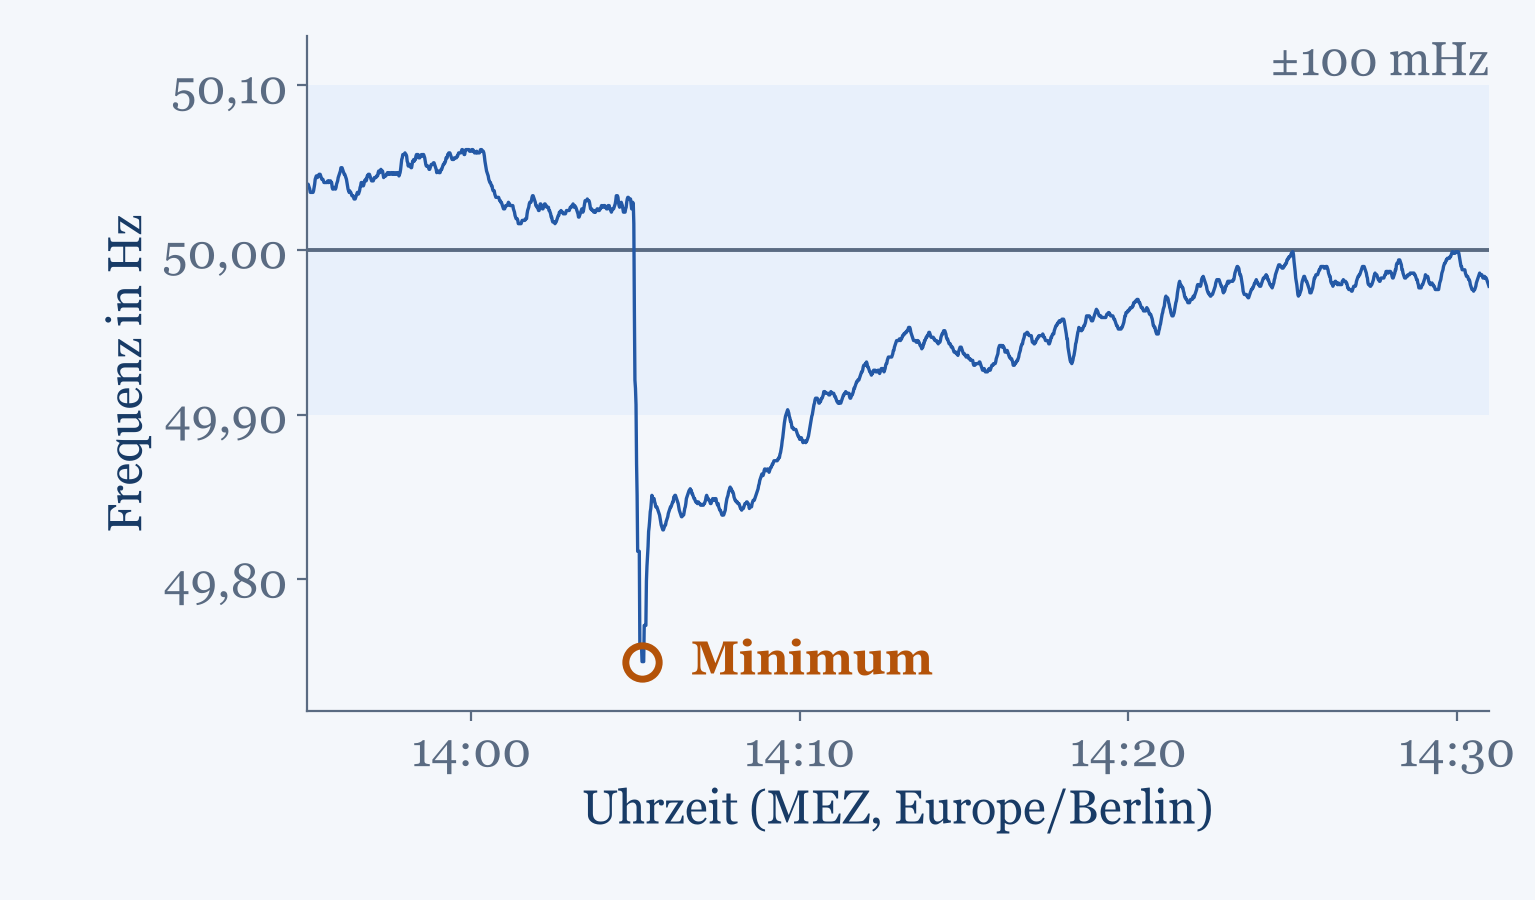 ±100 mHz
50,10
50,00
49,90
49,80
Frequenz in Hz
Minimum
14:00 14:10 14:20 14:30
Uhrzeit (MEZ, Europe/Berlin)